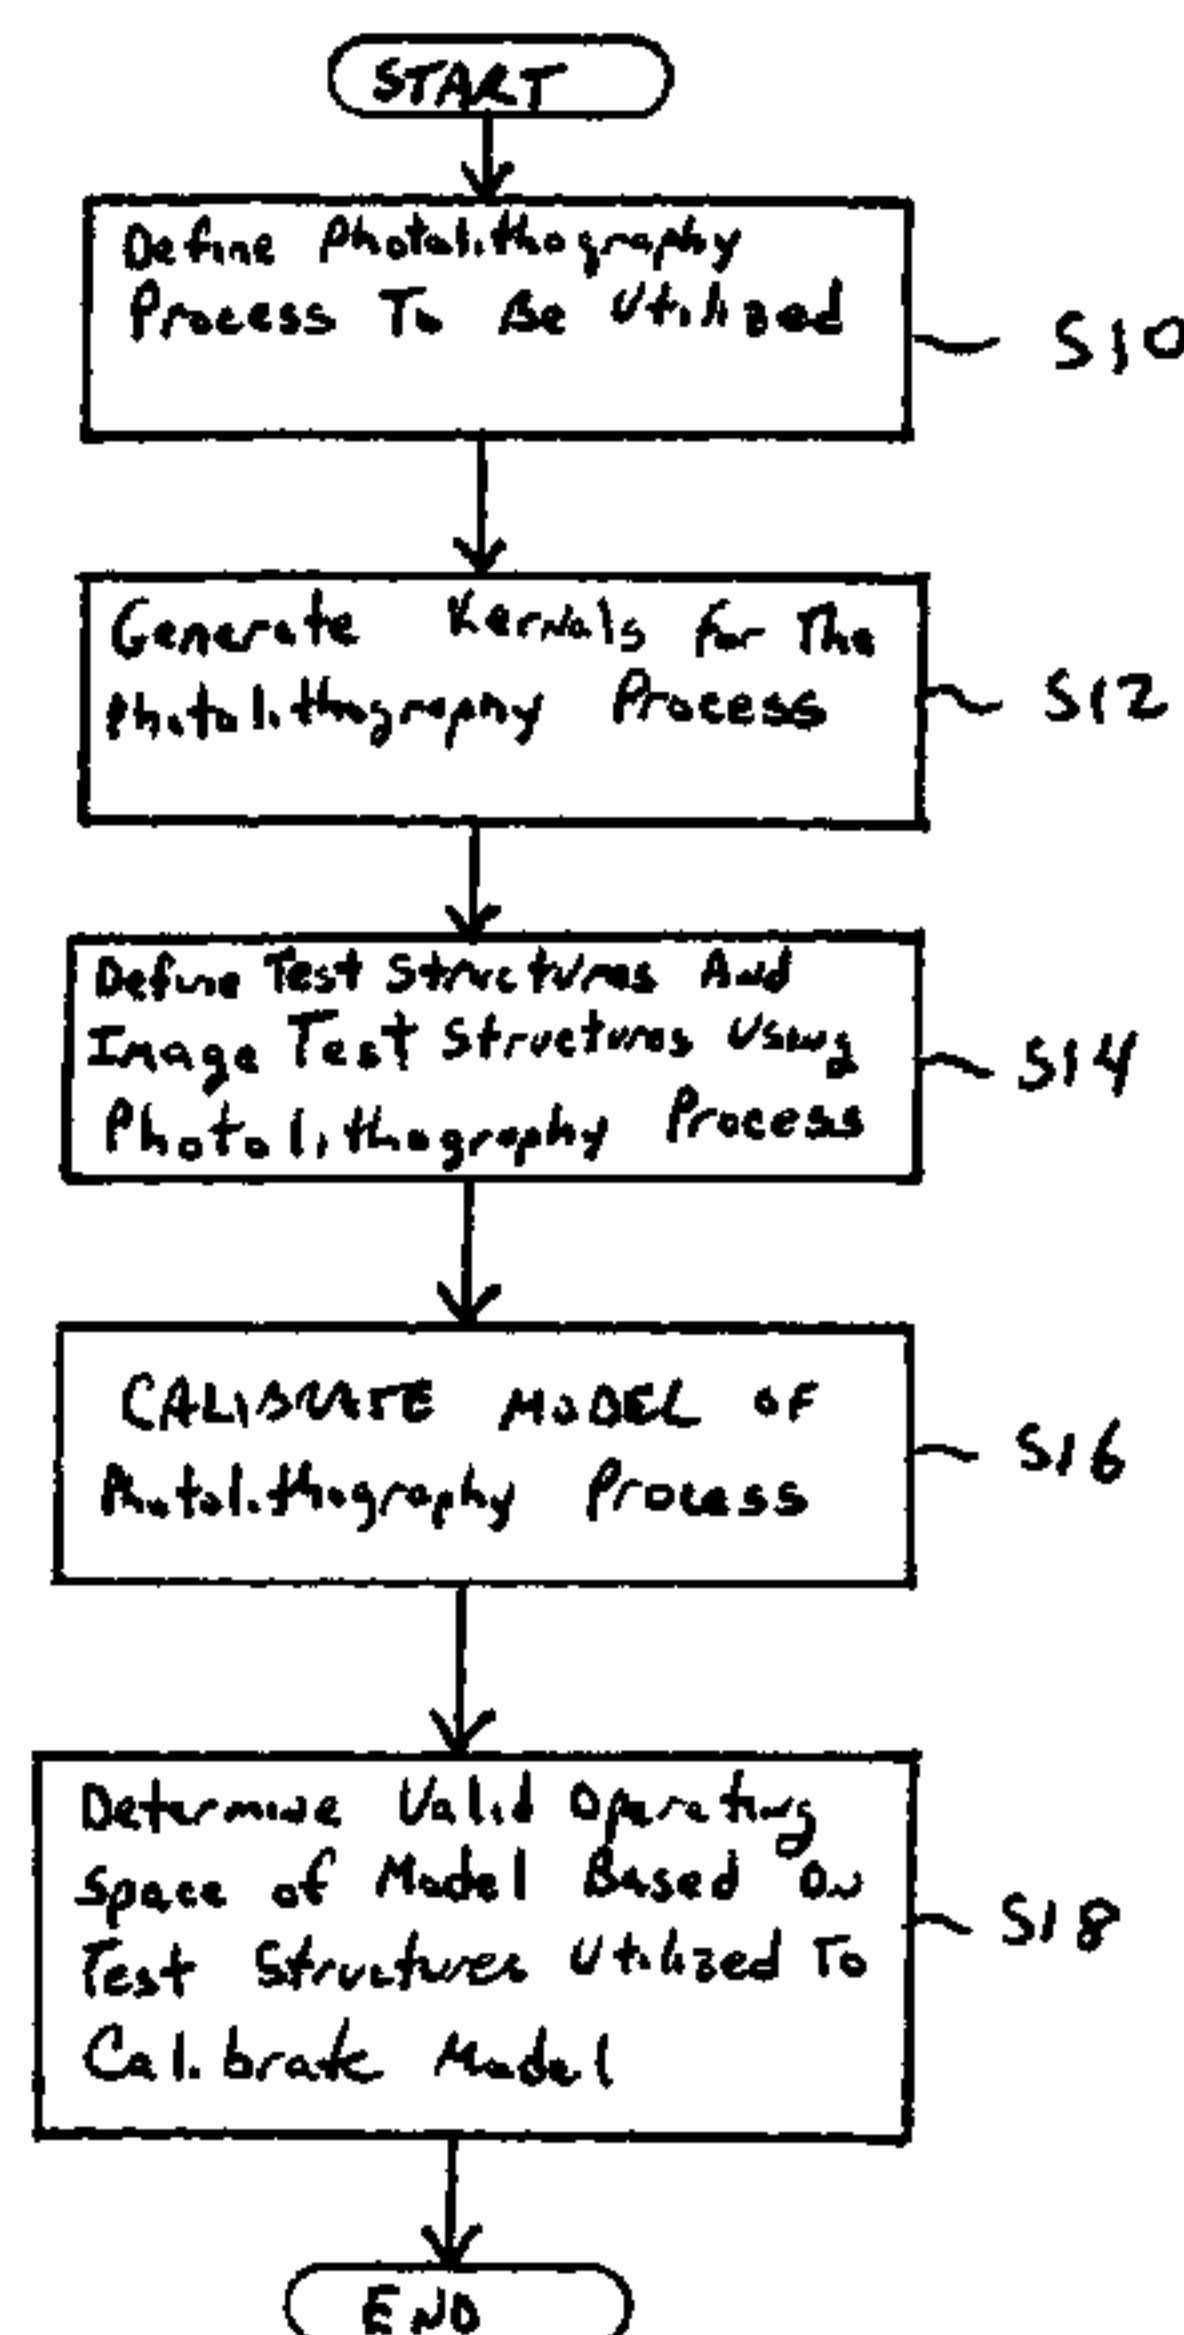 START
Define Photolithography
Process To Be Utilized
S10
Generate Kernals For The
Photolithography Process
S12
Define Test Structures And
Image Test Structures Using
Photolithography Process
S14
CALIBRATE MODEL OF
Photolithography Process
S16
Determine Valid Operating
Space of Model Based On
Test Structures Utilized To
Calibrate Model
S18
END